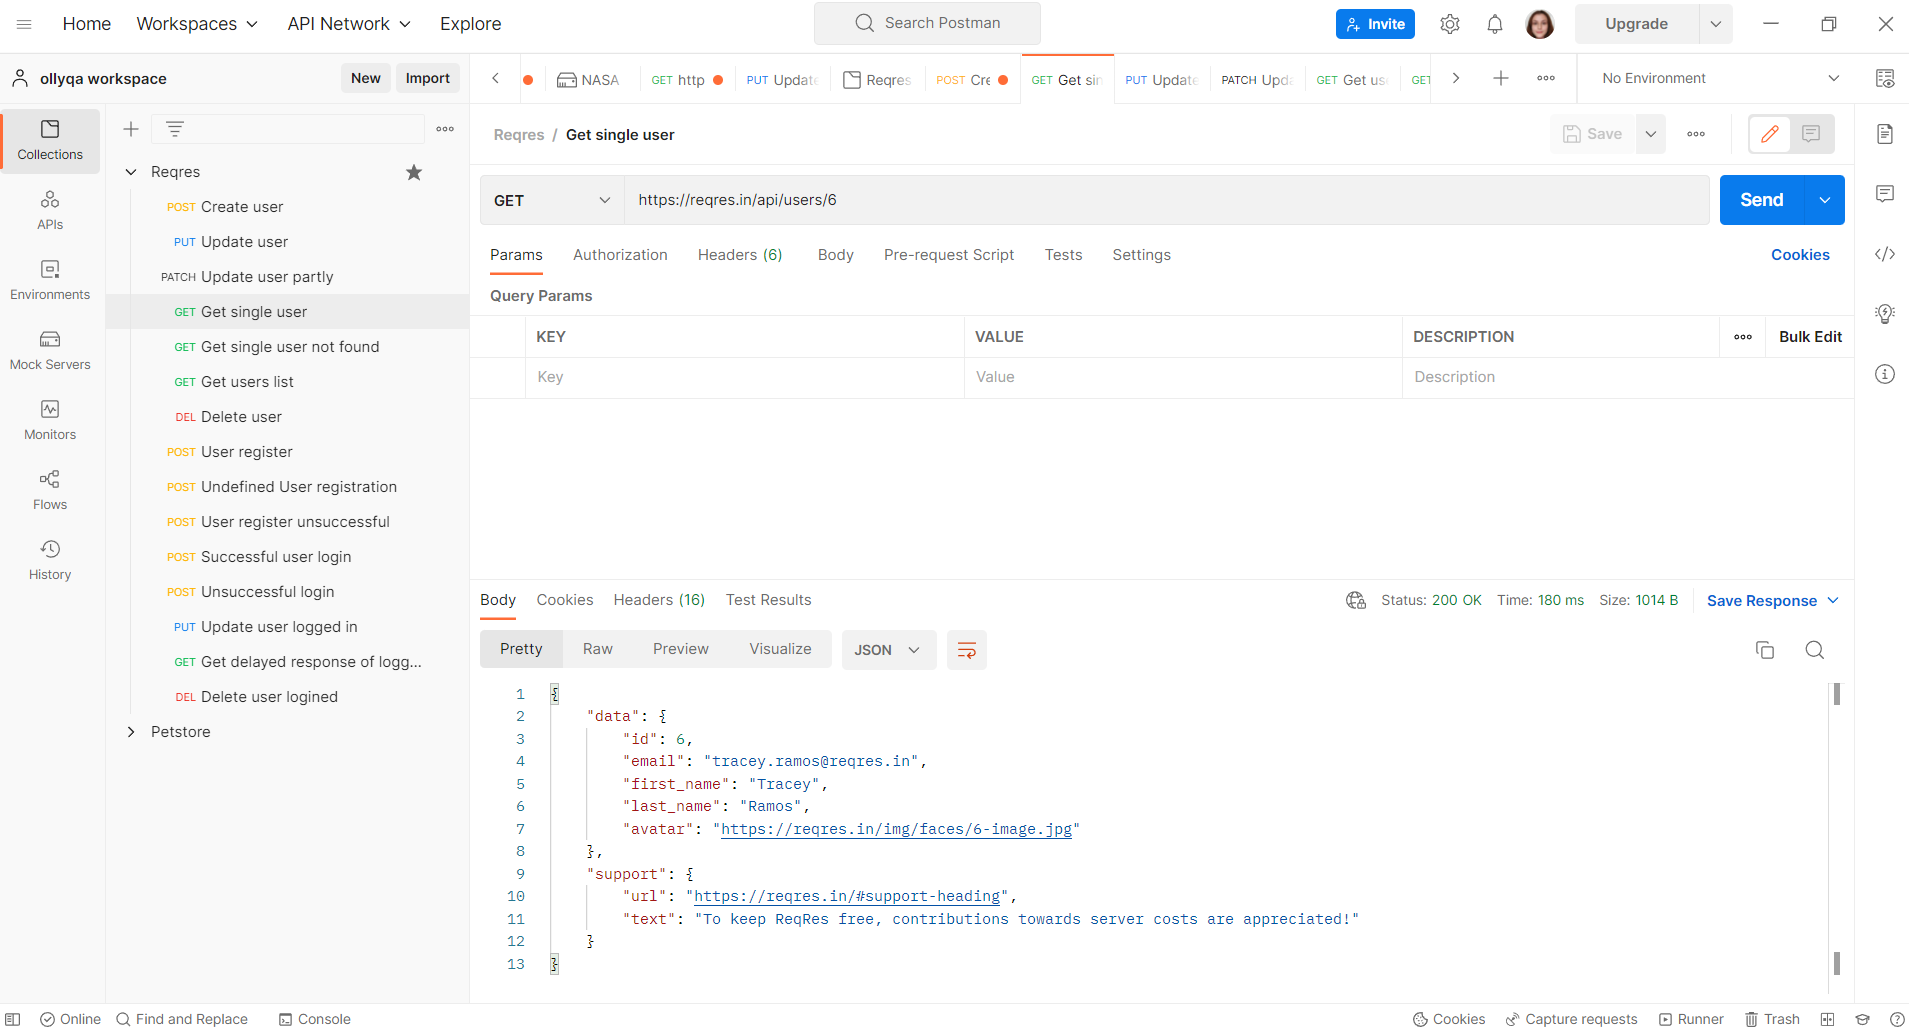 Home Workspaces API Network Explore Search Postman Invite Upgrade
ollyqa workspace New Import NASA GET http PUT Update Reqres POST Cre GET Get sin PUT Update PATCH Upda GET Get us GET No Environment
Collections
APIs
Environments
Mock Servers
Monitors
Flows
History
Reqres
POST Create user
PUT Update user
PATCH Update user partly
GET Get single user
GET Get single user not found
GET Get users list
DEL Delete user
POST User register
POST Undefined User registration
POST User register unsuccessful
POST Successful user login
POST Unsuccessful login
PUT Update user logged in
GET Get delayed response of logg...
DEL Delete user logined
Petstore
Reqres / Get single user Save
GET https://reqres.in/api/users/6 Send
Params Authorization Headers (6) Body Pre-request Script Tests Settings Cookies
Query Params
KEY VALUE DESCRIPTION Bulk Edit
Key Value Description
Body Cookies Headers (16) Test Results Status: 200 OK Time: 180 ms Size: 1014 B Save Response
Pretty Raw Preview Visualize JSON
1 {
2 "data": {
3 "id": 6,
4 "email": "tracey.ramos@reqres.in",
5 "first_name": "Tracey",
6 "last_name": "Ramos",
7 "avatar": "https://reqres.in/img/faces/6-image.jpg"
8 },
9 "support": {
10 "url": "https://reqres.in/#support-heading",
11 "text": "To keep ReqRes free, contributions towards server costs are appreciated!"
12 }
13 }
Online Find and Replace Console Cookies Capture requests Runner Trash